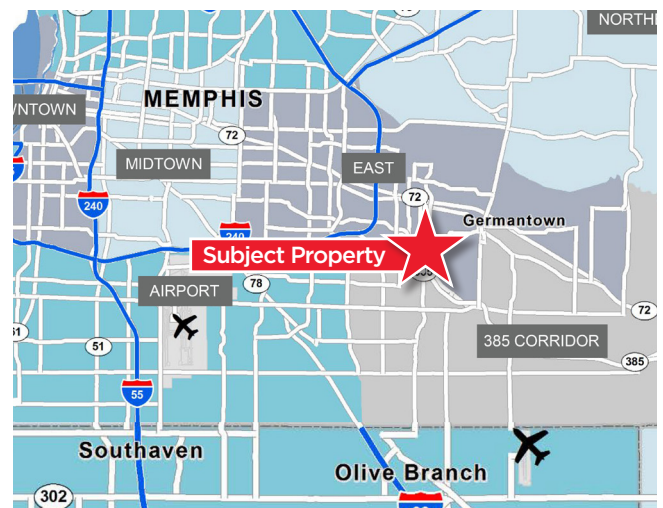 NORTH
MEMPHIS
WNTOWN
72
MIDTOWN
EAST
72
240
Germantown
240
Subject Property
78
AIRPORT
72
51
385 CORRIDOR
51
385
55
Southaven
Olive Branch
302